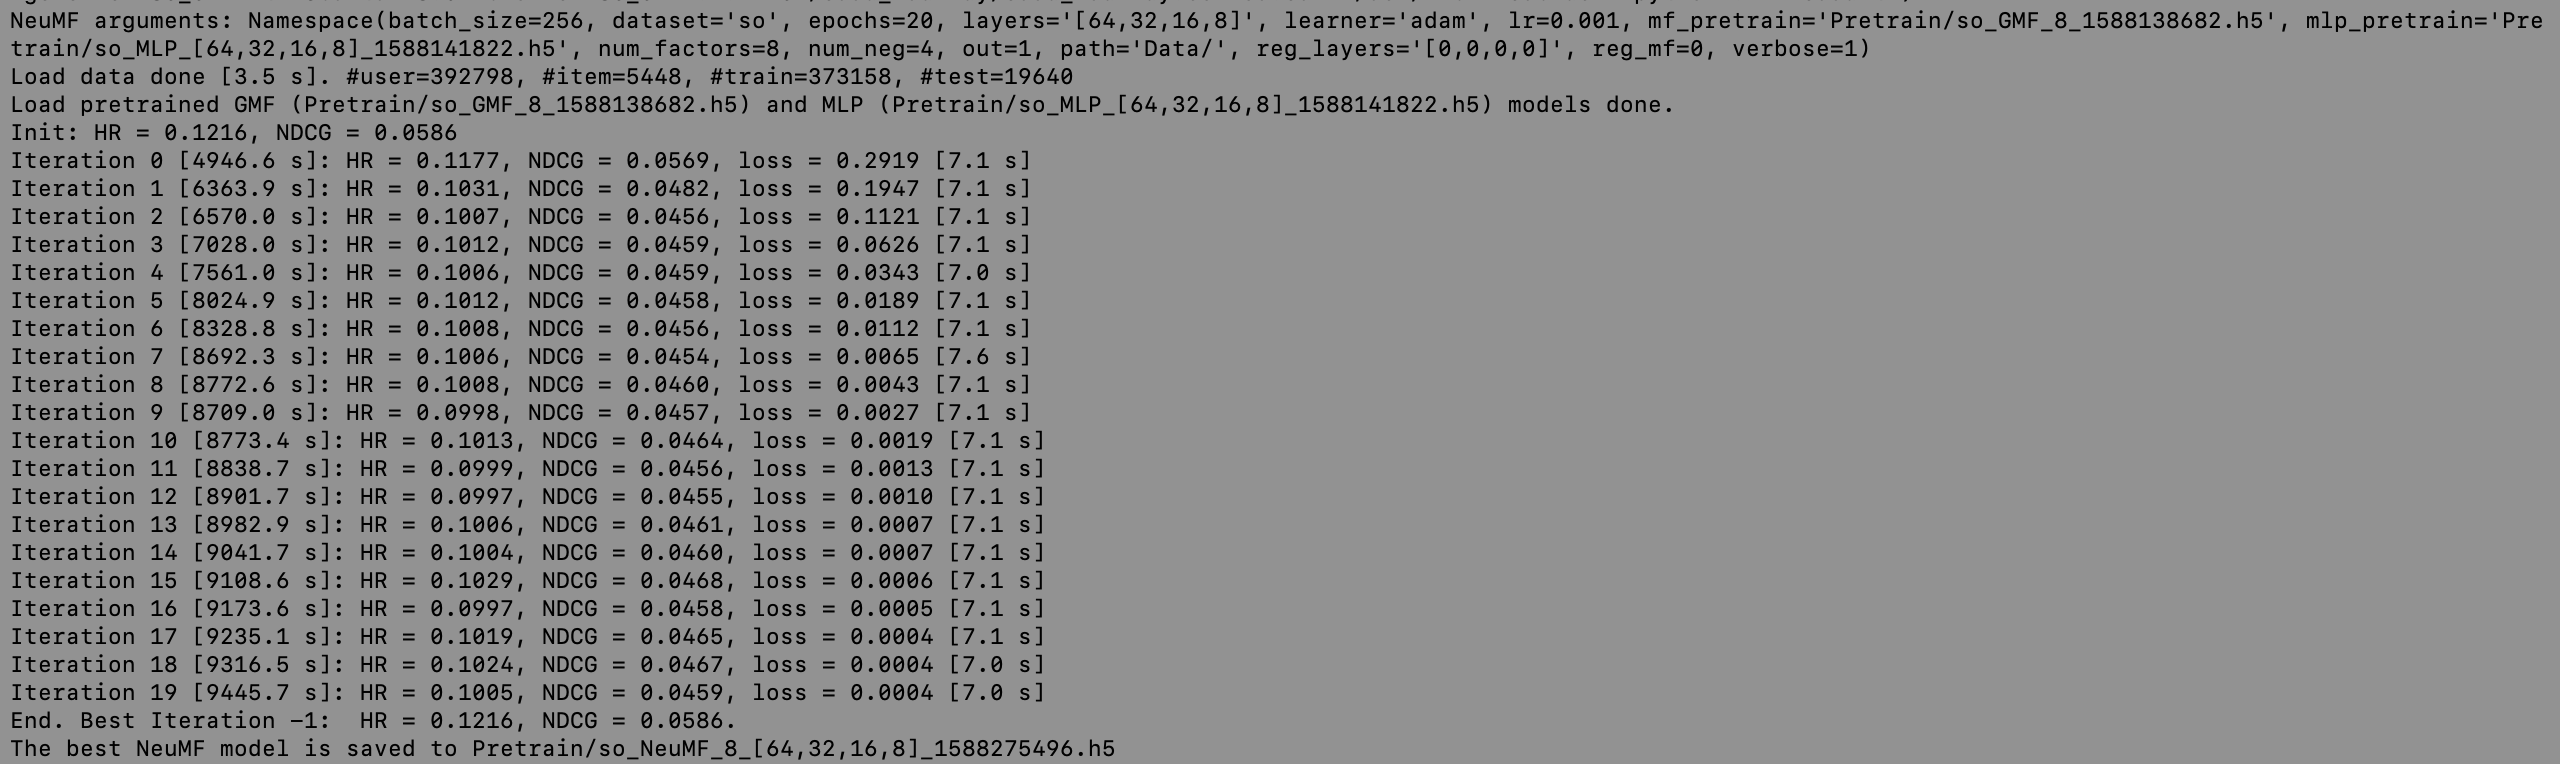 NeuMF arguments: Namespace(batch_size=256, dataset='so', epochs=20, layers='[64,32,16,8]', learner='adam', lr=0.001, mf_pretrain='Pretrain/so_GMF_8_1588138682.h5', mlp_pretrain='Pre
train/so_MLP_[64,32,16,8]_1588141822.h5', num_factors=8, num_neg=4, out=1, path='Data/', reg_layers='[0,0,0,0]', reg_mf=0, verbose=1)
Load data done [3.5 s]. #user=392798, #item=5448, #train=373158, #test=19640
Load pretrained GMF (Pretrain/so_GMF_8_1588138682.h5) and MLP (Pretrain/so_MLP_[64,32,16,8]_1588141822.h5) models done.
Init: HR = 0.1216, NDCG = 0.0586
Iteration 0 [4946.6 s]: HR = 0.1177, NDCG = 0.0569, loss = 0.2919 [7.1 s]
Iteration 1 [6363.9 s]: HR = 0.1031, NDCG = 0.0482, loss = 0.1947 [7.1 s]
Iteration 2 [6570.0 s]: HR = 0.1007, NDCG = 0.0456, loss = 0.1121 [7.1 s]
Iteration 3 [7028.0 s]: HR = 0.1012, NDCG = 0.0459, loss = 0.0626 [7.1 s]
Iteration 4 [7561.0 s]: HR = 0.1006, NDCG = 0.0459, loss = 0.0343 [7.0 s]
Iteration 5 [8024.9 s]: HR = 0.1012, NDCG = 0.0458, loss = 0.0189 [7.1 s]
Iteration 6 [8328.8 s]: HR = 0.1008, NDCG = 0.0456, loss = 0.0112 [7.1 s]
Iteration 7 [8692.3 s]: HR = 0.1006, NDCG = 0.0454, loss = 0.0065 [7.6 s]
Iteration 8 [8772.6 s]: HR = 0.1008, NDCG = 0.0460, loss = 0.0043 [7.1 s]
Iteration 9 [8709.0 s]: HR = 0.0998, NDCG = 0.0457, loss = 0.0027 [7.1 s]
Iteration 10 [8773.4 s]: HR = 0.1013, NDCG = 0.0464, loss = 0.0019 [7.1 s]
Iteration 11 [8838.7 s]: HR = 0.0999, NDCG = 0.0456, loss = 0.0013 [7.1 s]
Iteration 12 [8901.7 s]: HR = 0.0997, NDCG = 0.0455, loss = 0.0010 [7.1 s]
Iteration 13 [8982.9 s]: HR = 0.1006, NDCG = 0.0461, loss = 0.0007 [7.1 s]
Iteration 14 [9041.7 s]: HR = 0.1004, NDCG = 0.0460, loss = 0.0007 [7.1 s]
Iteration 15 [9108.6 s]: HR = 0.1029, NDCG = 0.0468, loss = 0.0006 [7.1 s]
Iteration 16 [9173.6 s]: HR = 0.0997, NDCG = 0.0458, loss = 0.0005 [7.1 s]
Iteration 17 [9235.1 s]: HR = 0.1019, NDCG = 0.0465, loss = 0.0004 [7.1 s]
Iteration 18 [9316.5 s]: HR = 0.1024, NDCG = 0.0467, loss = 0.0004 [7.0 s]
Iteration 19 [9445.7 s]: HR = 0.1005, NDCG = 0.0459, loss = 0.0004 [7.0 s]
End. Best Iteration -1:  HR = 0.1216, NDCG = 0.0586.
The best NeuMF model is saved to Pretrain/so_NeuMF_8_[64,32,16,8]_1588275496.h5